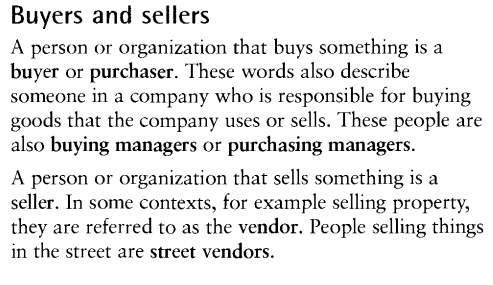 Buyers and sellers
A person or organization that buys something is a
buyer or purchaser. These words also describe
someone in a company who is responsible for buying
goods that the company uses or sells. These people are
also buying managers or purchasing managers.
A person or organization that sells something is a
seller. In some contexts, for example selling property,
they are referred to as the vendor. People selling things
in the street are street vendors.